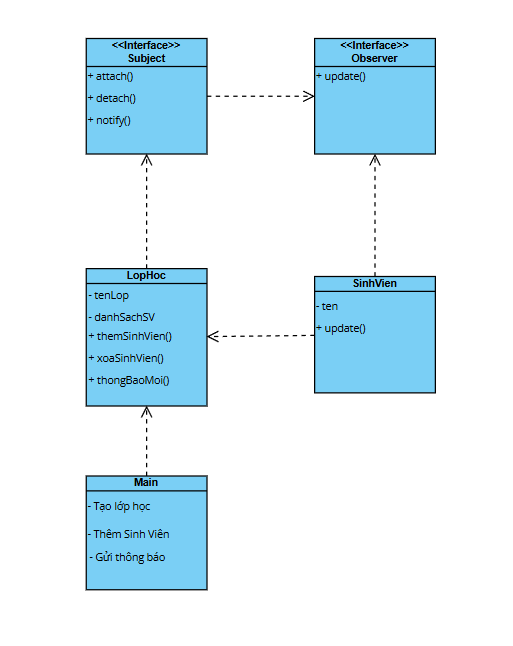 <<Interface>>
Subject
+ attach()
+ detach()
+ notify()
<<Interface>>
Observer
+ update()
LopHoc
- tenLop
- danhSachSV
+ themSinhVien()
+ xoaSinhVien()
+ thongBaoMoi()
SinhVien
- ten
+ update()
Main
- Tạo lớp học
- Thêm Sinh Viên
- Gửi thông báo